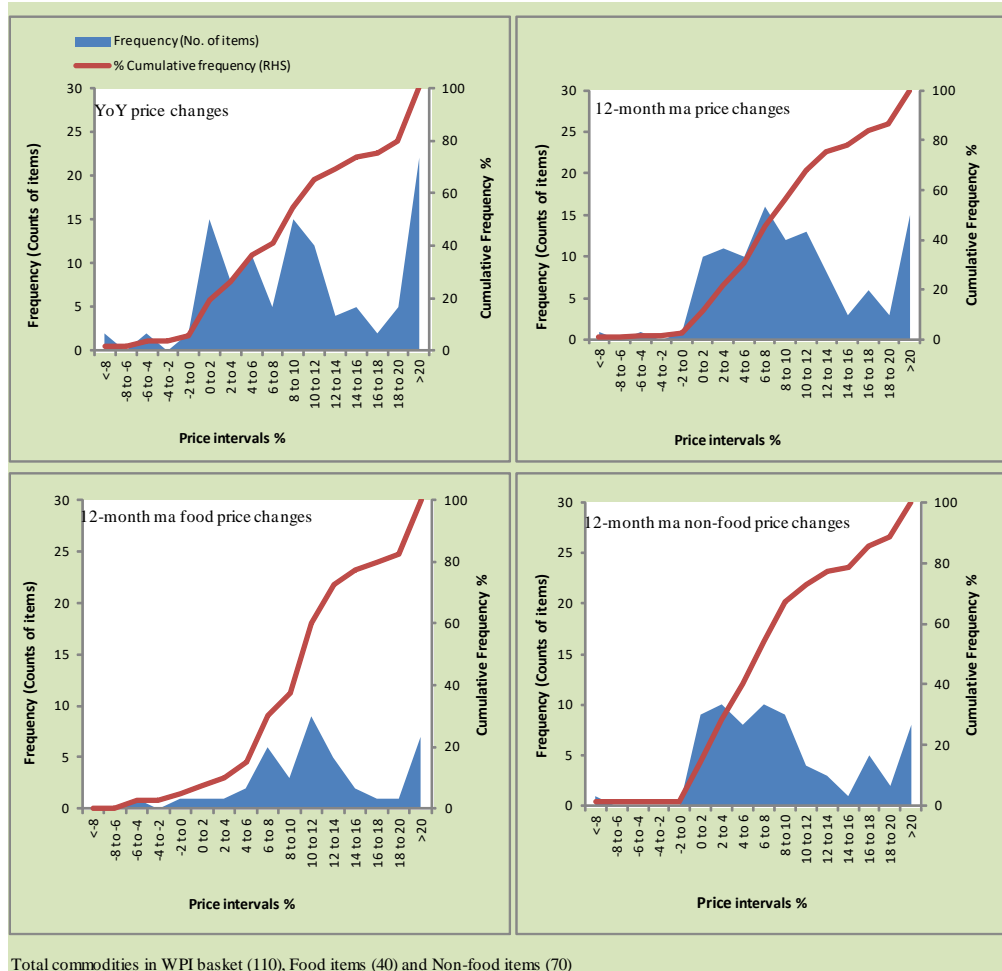 Frequency (No. of items)
% Cumulative frequency (RHS)
YoY price changes
Frequency (Counts of items)
30
25
20
15
10
5
0
100
80
60
40
20
0
Cumulative Frequency %
<-8
-8 to -6
-6 to -4
-4 to -2
-2 to 0
0 to 2
2 to 4
4 to 6
6 to 8
8 to 10
10 to 12
12 to 14
14 to 16
16 to 18
18 to 20
>20
Price intervals %
12-month ma price changes
Frequency (Counts of items)
30
25
20
15
10
5
0
100
80
60
40
20
0
Cumulative Frequency %
<-8
-8 to -6
-6 to -4
-4 to -2
-2 to 0
0 to 2
2 to 4
4 to 6
6 to 8
8 to 10
10 to 12
12 to 14
14 to 16
16 to 18
18 to 20
>20
Price intervals %
12-month ma food price changes
Frequency (Counts of items)
30
25
20
15
10
5
0
100
80
60
40
20
0
Cumulative Frequency %
<-8
-8 to -6
-6 to -4
-4 to -2
-2 to 0
0 to 2
2 to 4
4 to 6
6 to 8
8 to 10
10 to 12
12 to 14
14 to 16
16 to 18
18 to 20
>20
Price intervals %
12-month ma non-food price changes
Frequency (Counts of items)
30
25
20
15
10
5
0
100
80
60
40
20
0
Cumulative Frequency %
<-8
-8 to -6
-6 to -4
-4 to -2
-2 to 0
0 to 2
2 to 4
4 to 6
6 to 8
8 to 10
10 to 12
12 to 14
14 to 16
16 to 18
18 to 20
>20
Price intervals %
Total commodities in WPI basket (110), Food items (40) and Non-food items (70)